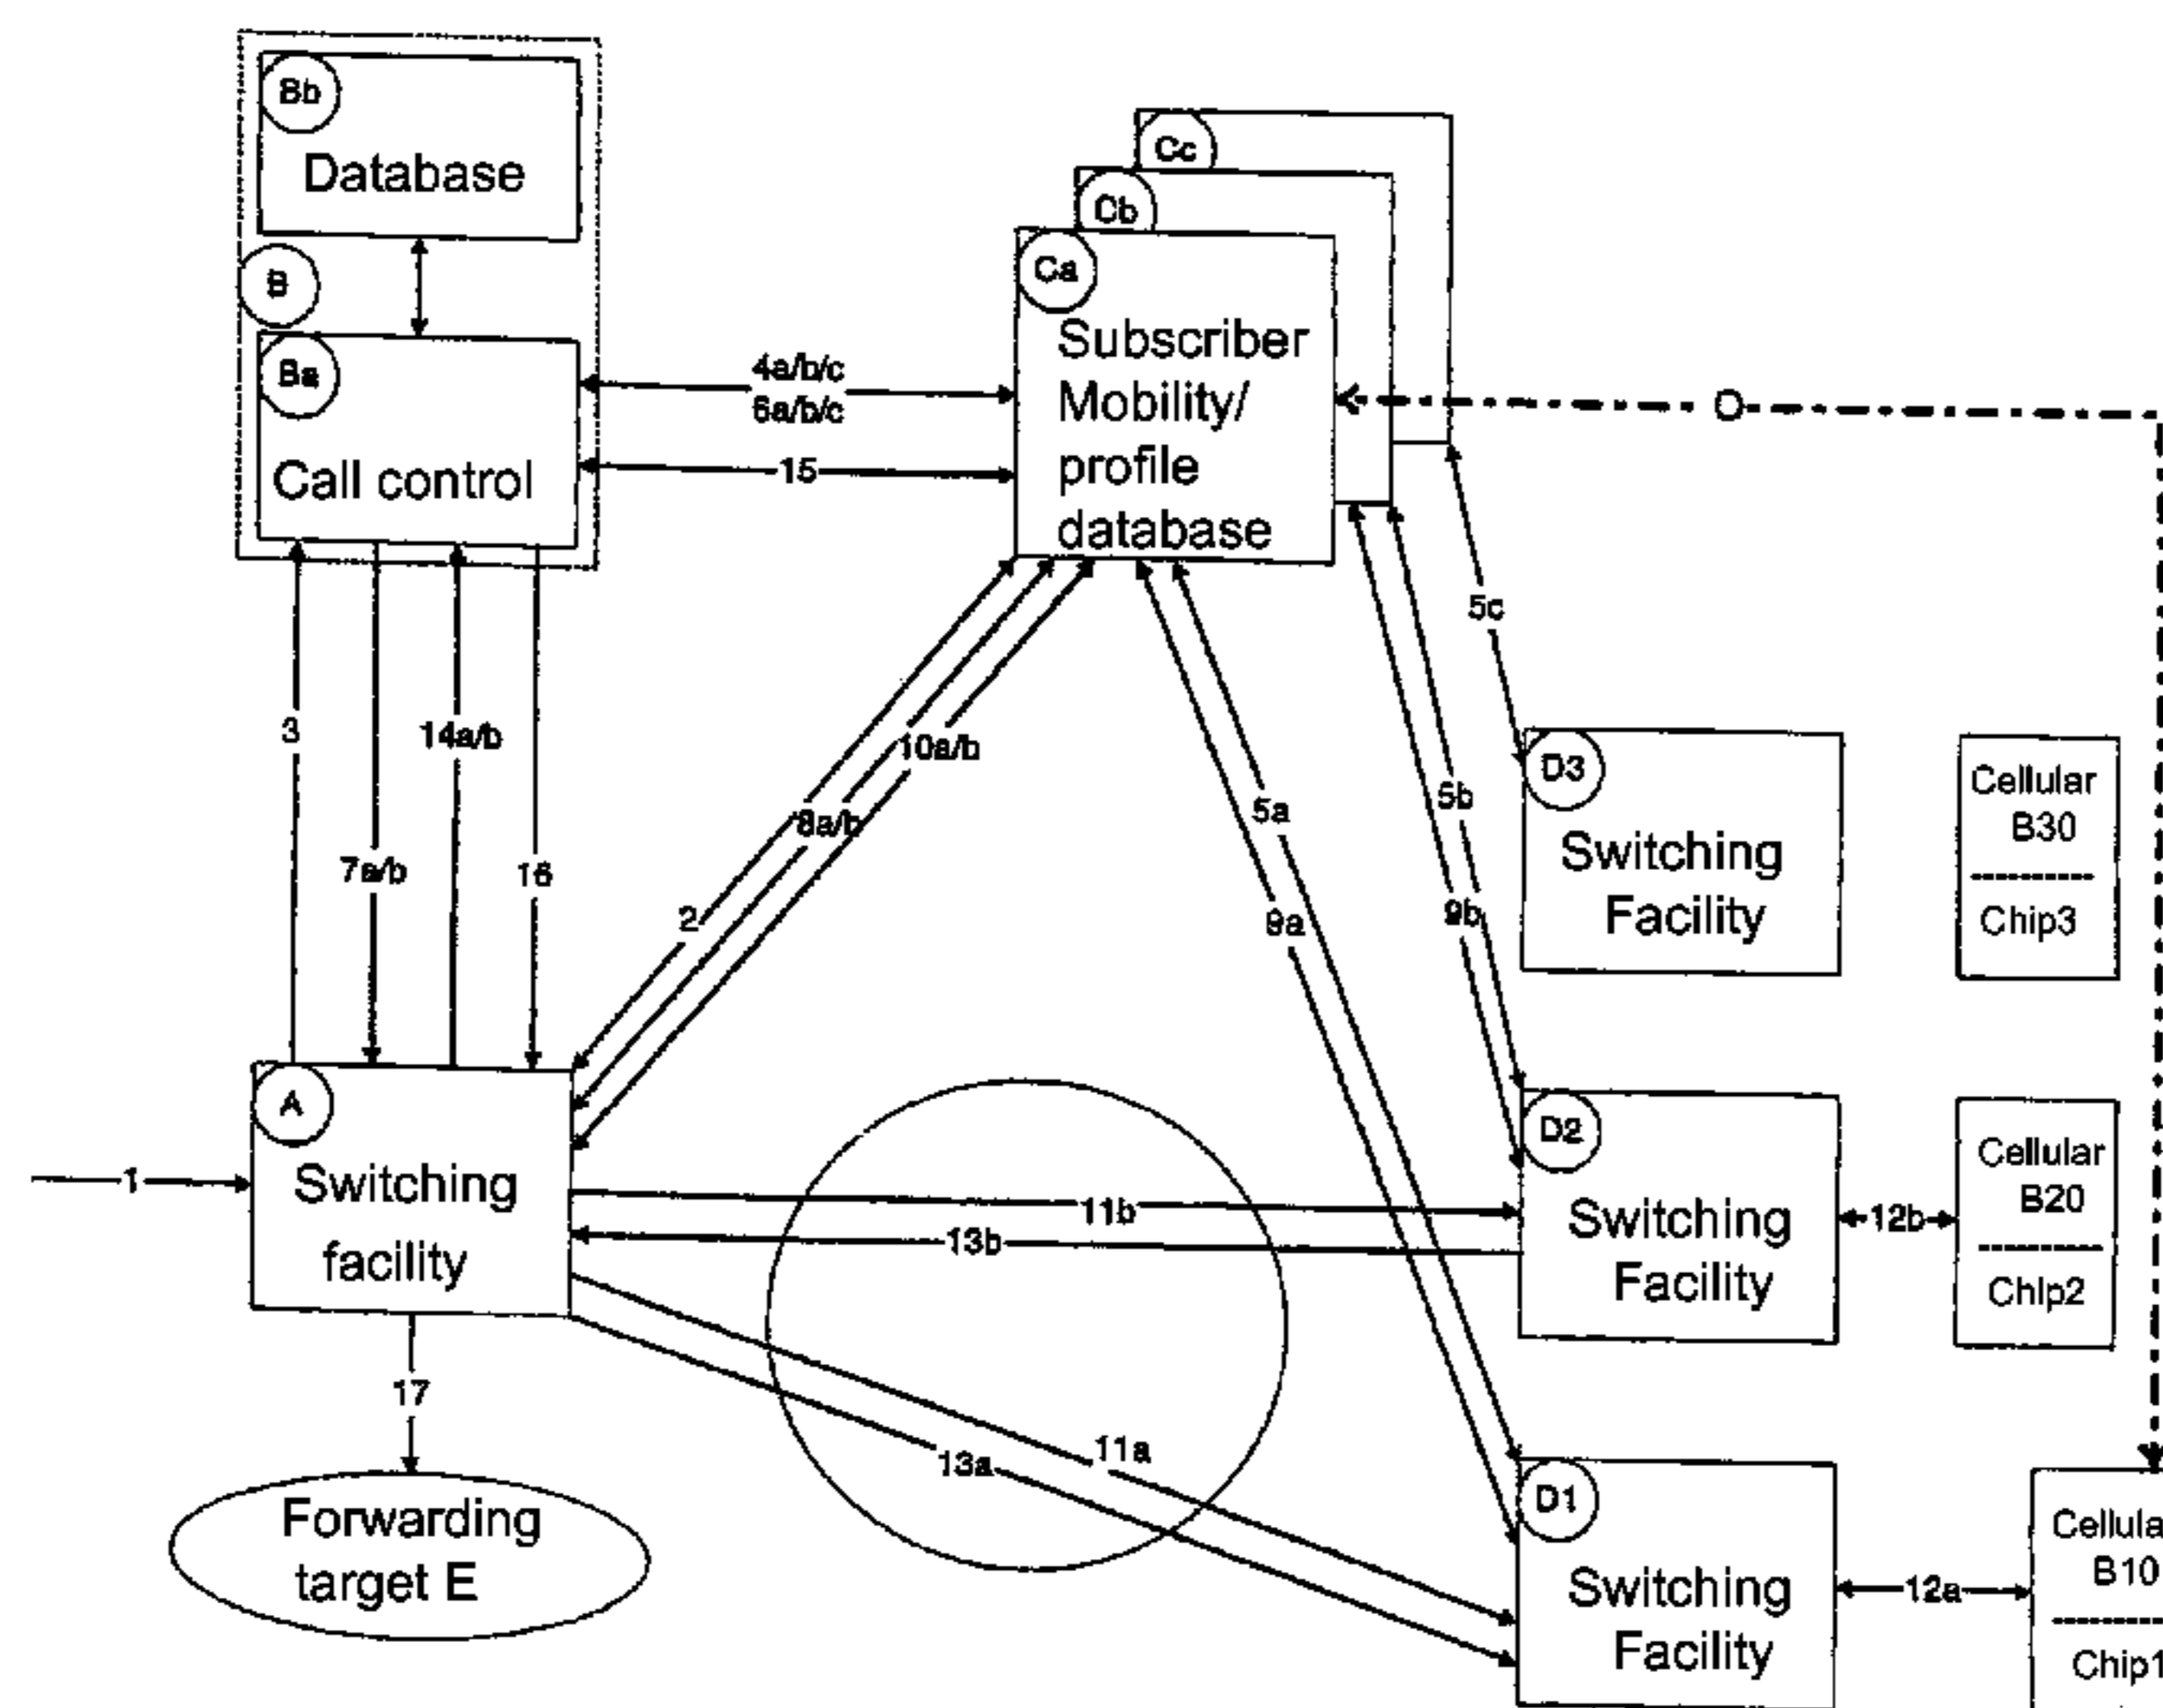 Bb
Database
B
Ba
Call control
Cc
Cb
Ca
Subscriber
Mobility/
profile
database
4a/b/c
6a/b/c
15
O
3
7a/b
14a/b
16
2
8a/b
10a/b
5a
9a
5b
9b
5c
D3
Switching
Facility
Cellular
B30
Chip3
A
Switching
facility
1
11b
13b
D2
Switching
Facility
12b
Cellular
B20
Chip2
17
11a
13a
Forwarding
target E
D1
Switching
Facility
12a
Cellula
B10
Chip1